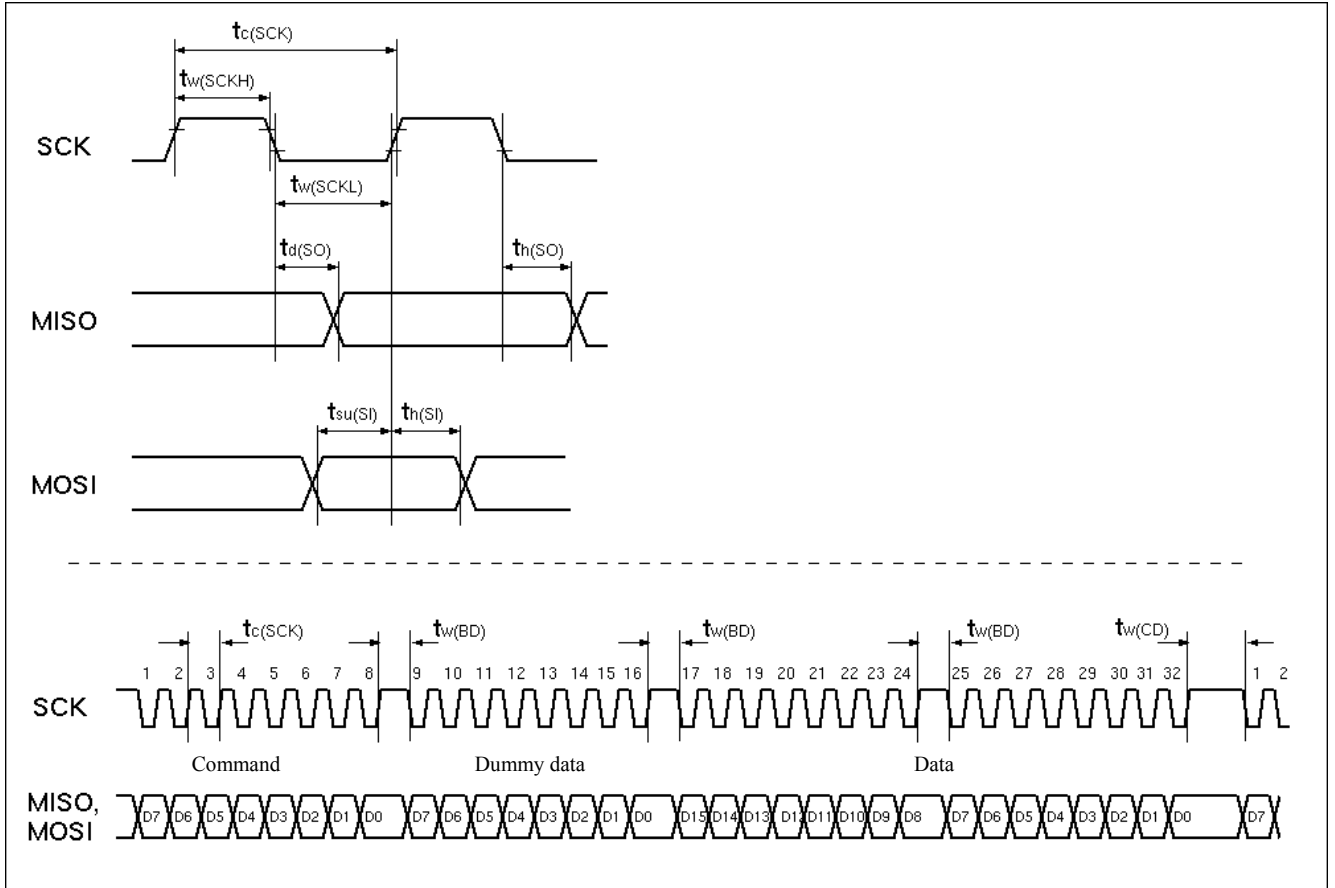 tc(SCK)
tw(SCKH)
SCK
tw(SCKL)
td(SO) th(SO)
MISO
tsu(SI) th(SI)
MOSI
tc(SCK) tw(BD) tw(BD) tw(BD) tw(CD)
1 2 3 4 5 6 7 8 9 10 11 12 13 14 15 16 17 18 19 20 21 22 23 24 25 26 27 28 29 30 31 32 1 2
SCK
Command Dummy data Data
MISO,
MOSI
D7 D6 D5 D4 D3 D2 D1 D0 D7 D6 D5 D4 D3 D2 D1 D0 D15 D14 D13 D12 D11 D10 D9 D8 D7 D6 D5 D4 D3 D2 D1 D0 D7